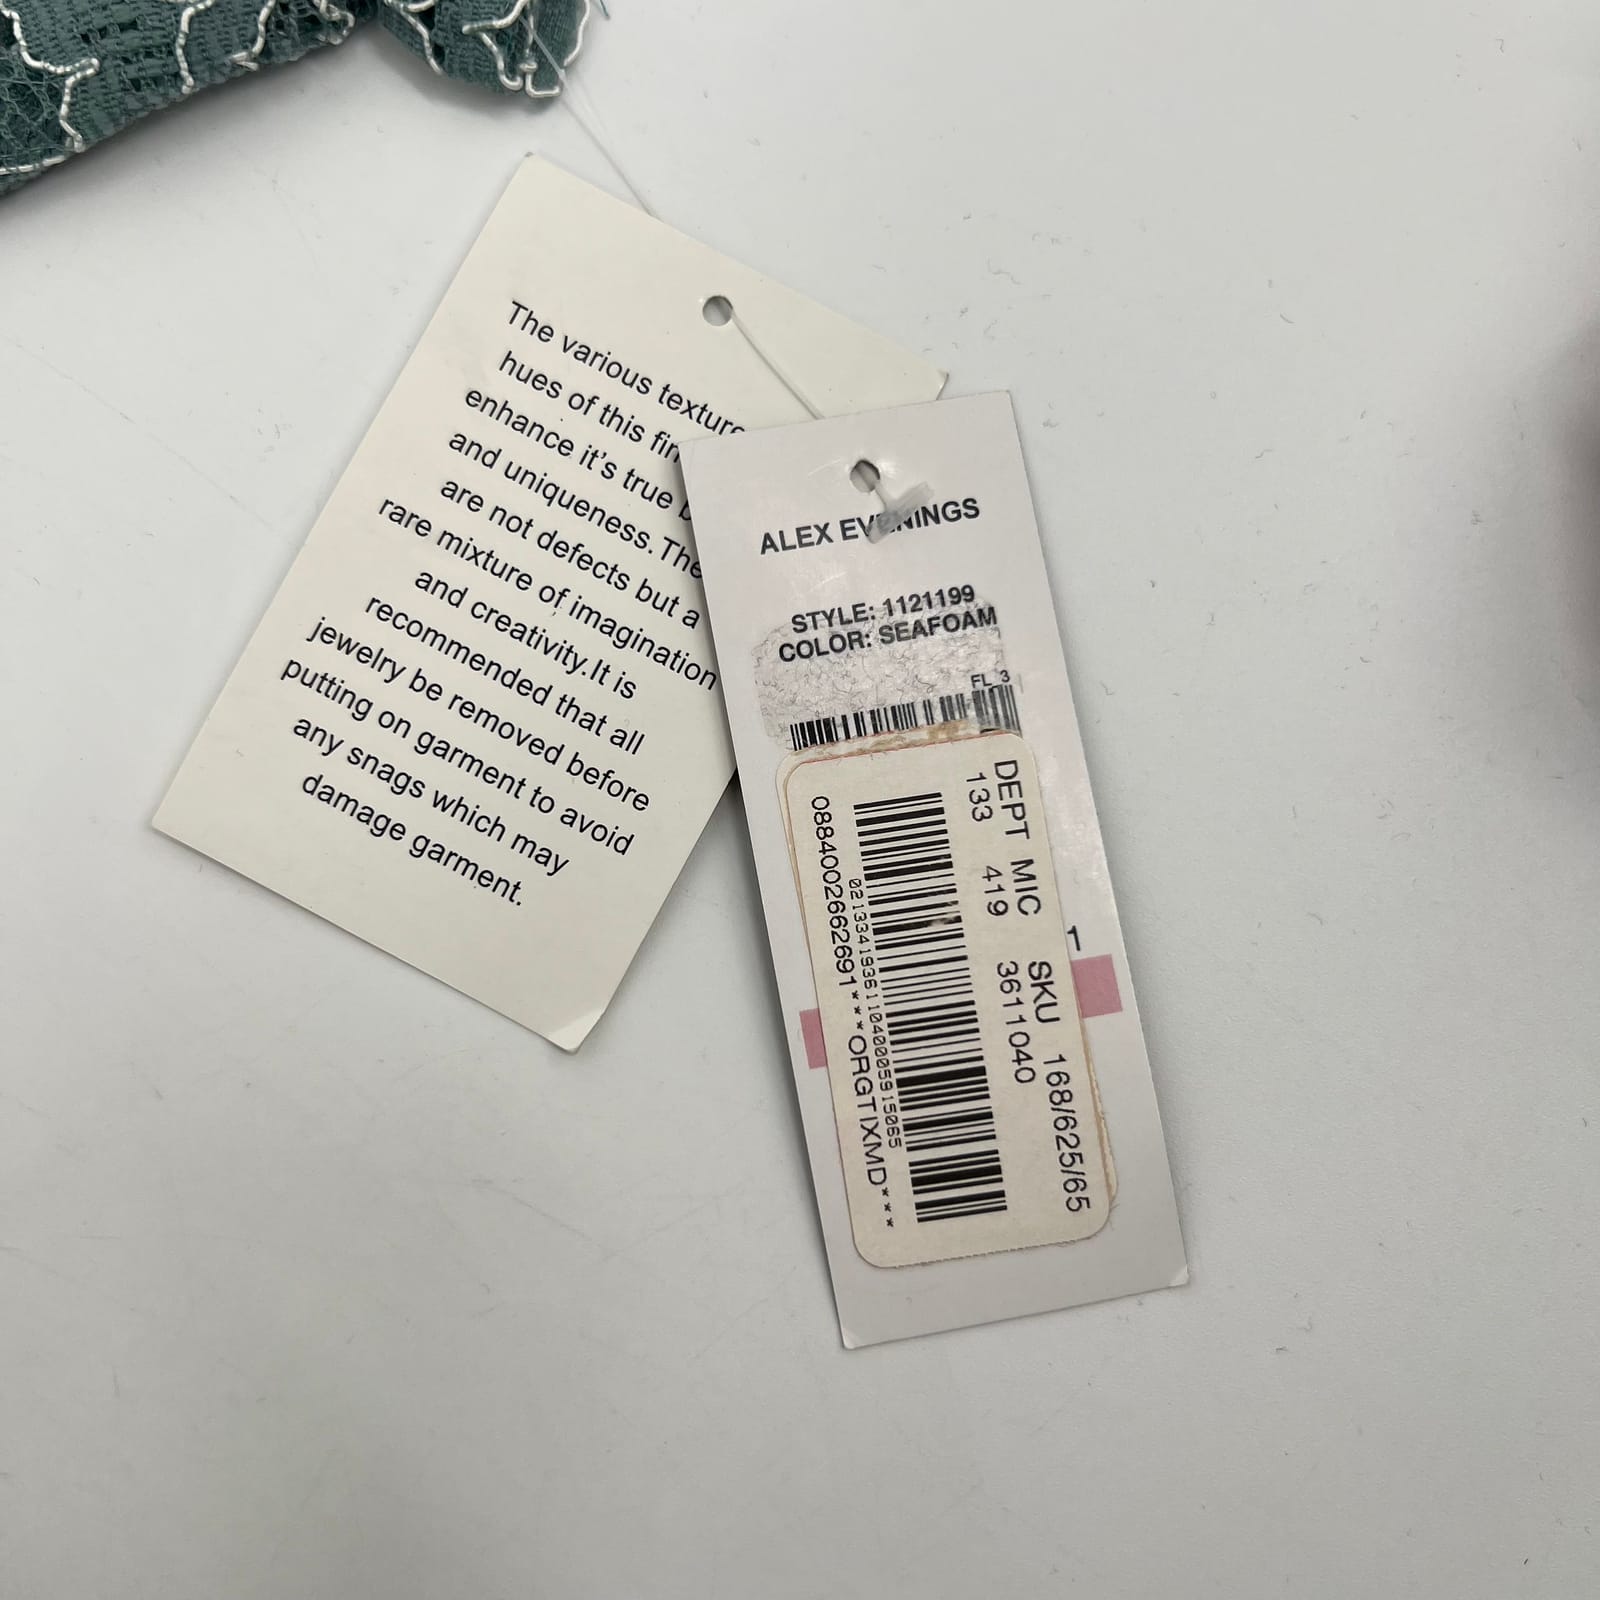 The various texture
hues of this fin
enhance it's true b
and uniqueness. The
are not defects but a
rare mixture of imagination
and creativity.It is
recommended that all
jewelry be removed before
putting on garment to avoid
any snags which may
damage garment.
ALEX EVENINGS
STYLE: 1121199
COLOR: SEAFOAM
FL 3
DEPT MIC SKU 168/625/65
133 419 3611040
0213341936110400005915065
0884002662691***ORGTIXMD***